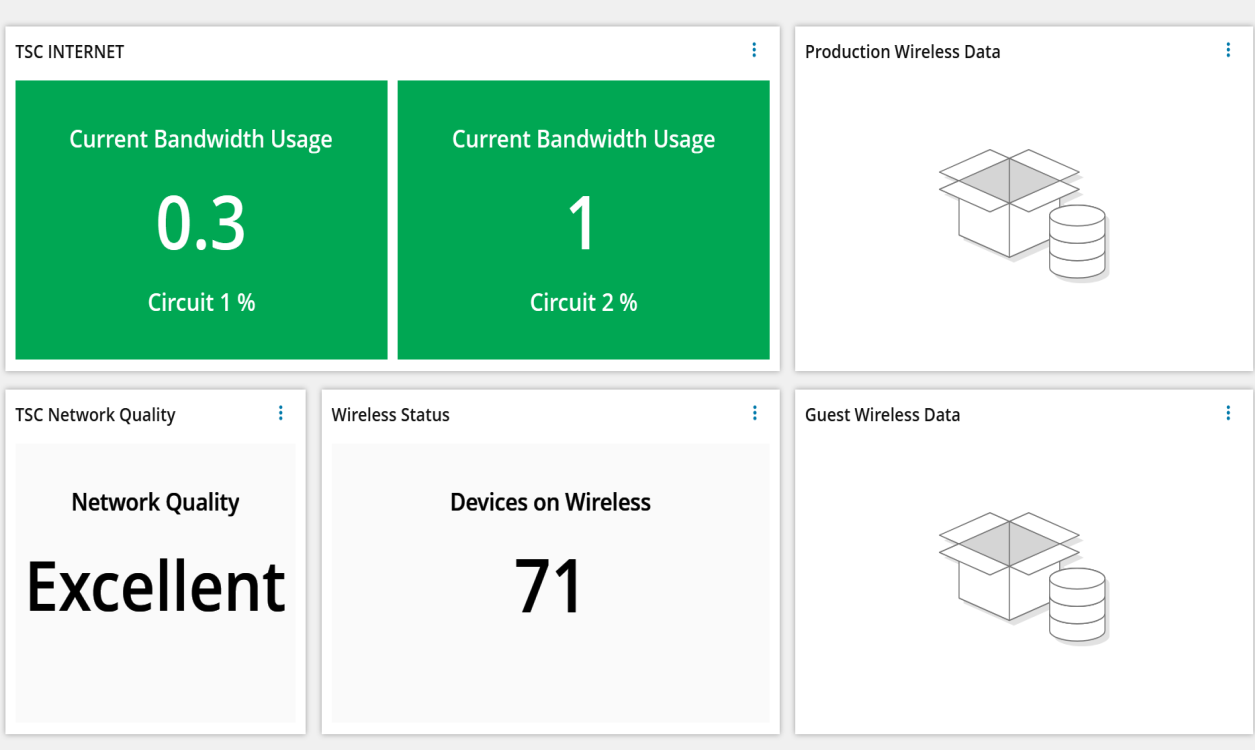 TSC INTERNET
Current Bandwidth Usage
0.3
Circuit 1 %
Current Bandwidth Usage
1
Circuit 2 %
Production Wireless Data
TSC Network Quality
Network Quality
Excellent
Wireless Status
Devices on Wireless
71
Guest Wireless Data